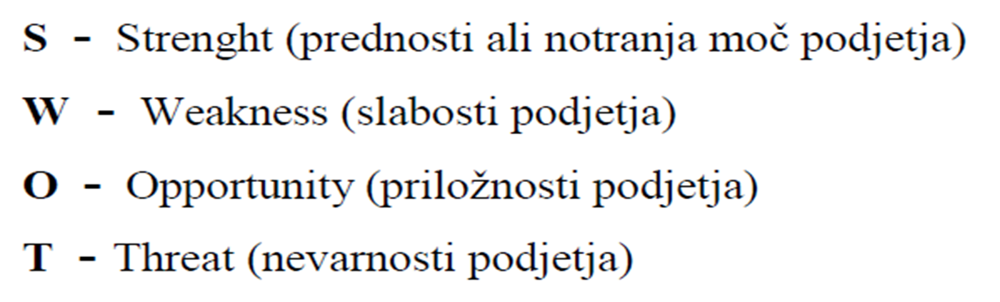 S - Strenght (prednosti ali notranja moč podjetja)
W - Weakness (slabosti podjetja)
O - Opportunity (priložnosti podjetja)
T - Threat (nevarnosti podjetja)